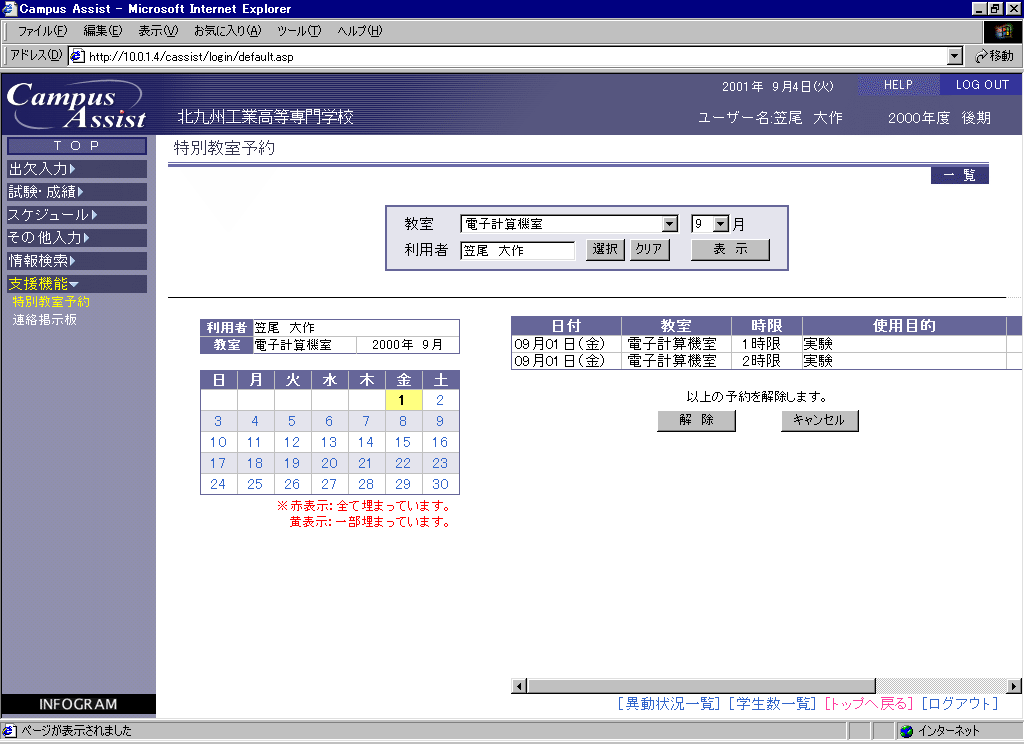 Campus Assist - Microsoft Internet Explorer
ファイル(F) 編集(E) 表示(V) お気に入り(A) ツール(T) ヘルプ(H)
アドレス(D) http://10.0.1.4/cassist/login/default.asp 移動
Campus Assist
北九州工業高等専門学校
2001年 9月4日(火) HELP LOG OUT
ユーザー名:笠尾 大作 2000年度 後期
TOP
出欠入力
試験・成績
スケジュール
その他入力
情報検索
支援機能
特別教室予約
連絡掲示板
INFOGRAM
特別教室予約
一覧
教室 電子計算機室 9 月
利用者 笠尾 大作 選択 クリア 表示
利用者 笠尾 大作
教室 電子計算機室 2000年 9月
日 月 火 水 木 金 土
1 2
3 4 5 6 7 8 9
10 11 12 13 14 15 16
17 18 19 20 21 22 23
24 25 26 27 28 29 30
※赤表示:全て埋まっています。
黄表示:一部埋まっています。
日付 教室 時限 使用目的
09月01日(金) 電子計算機室 1時限 実験
09月01日(金) 電子計算機室 2時限 実験
以上の予約を解除します。
解除 キャンセル
[異動状況一覧] [学生数一覧] [トップへ戻る] [ログアウト]
ページが表示されました インターネット